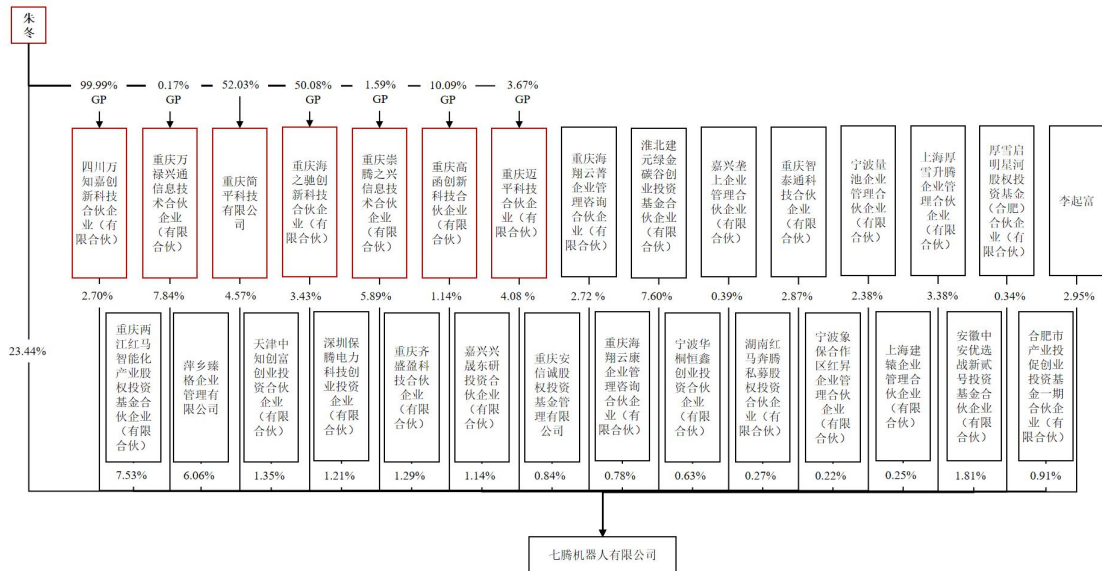 朱
冬
99.99%
0.17%
52.03%
50.08%
1.59%
10.09%
3.67%
GP
GP
GP
GP
GP
GP
四川万
知嘉创
新科技
合伙企
业（有
限合伙）
重庆万
禄兴通
信息技
术合伙
企业
（有限
合伙）
重庆简
平科技
有限公
司
重庆海
之驰创
新科技
合伙企
业（有
限合伙）
重庆崇
腾之兴
信息技
术合伙
企业
（有限
合伙）
重庆高
函创新
科技合
伙企业
（有限
合伙）
重庆迈
平科技
合伙企
业（有
限合伙）
重庆海
翔云菁
企业管
理咨询
合伙企
业（有
限合伙）
淮北建
元绿金
碳谷创
业投资
基金合
伙企业
（有限
合伙）
嘉兴垄
上企业
管理合
伙企业
（有限
合伙）
重庆智
泰通科
技合伙
企业
（有限
合伙）
宁波量
池企业
管理合
伙企业
（有限
合伙）
上海厚
雪升腾
企业管
理合伙
企业
（有限
合伙）
厚雪启
明星河
股权投
资基金
（合肥）
合伙企
业（有
限合伙）
李起富
2.70%
7.84%
4.57%
3.43%
5.89%
1.14%
4.08 %
2.72 %
7.60%
0.39%
2.87%
2.38%
3.38%
0.34%
2.95%
23.44%
重庆两
江红马
智能化
产业股
权投资
基金合
伙企业
（有限
合伙）
萍乡臻
格企业
管理有
限公司
天津中
知创富
创业投
资合伙
企业
（有限
合伙）
深圳保
腾电力
科技创
业投资
企业
（有限
合伙）
重庆齐
盛盈科
技合伙
企业
（有限
合伙）
嘉兴兴
晟东研
投资合
伙企业
（有限
合伙）
重庆安
信诚股
权投资
基金管
理有限
公司
重庆海
翔云康
企业管
理咨询
合伙企
业（有
限合伙）
宁波华
桐恒鑫
创业投
资合伙
企业
（有限
合伙）
湖南红
马奔腾
私募股
权投资
合伙企
业（有
限合伙）
宁波象
保合作
区红昇
企业管
理合伙
企业
（有限
合伙）
上海建
辕企业
管理合
伙企业
（有限
合伙）
安徽中
安优选
战新贰
号投资
基金合
伙企业
（有限
合伙）
合肥市
产业投
促创业
投资基
金一期
合伙企
业（有
限合伙）
7.53%
6.06%
1.35%
1.21%
1.29%
1.14%
0.84%
0.78%
0.63%
0.27%
0.22%
0.25%
1.81%
0.91%
七腾机器人有限公司